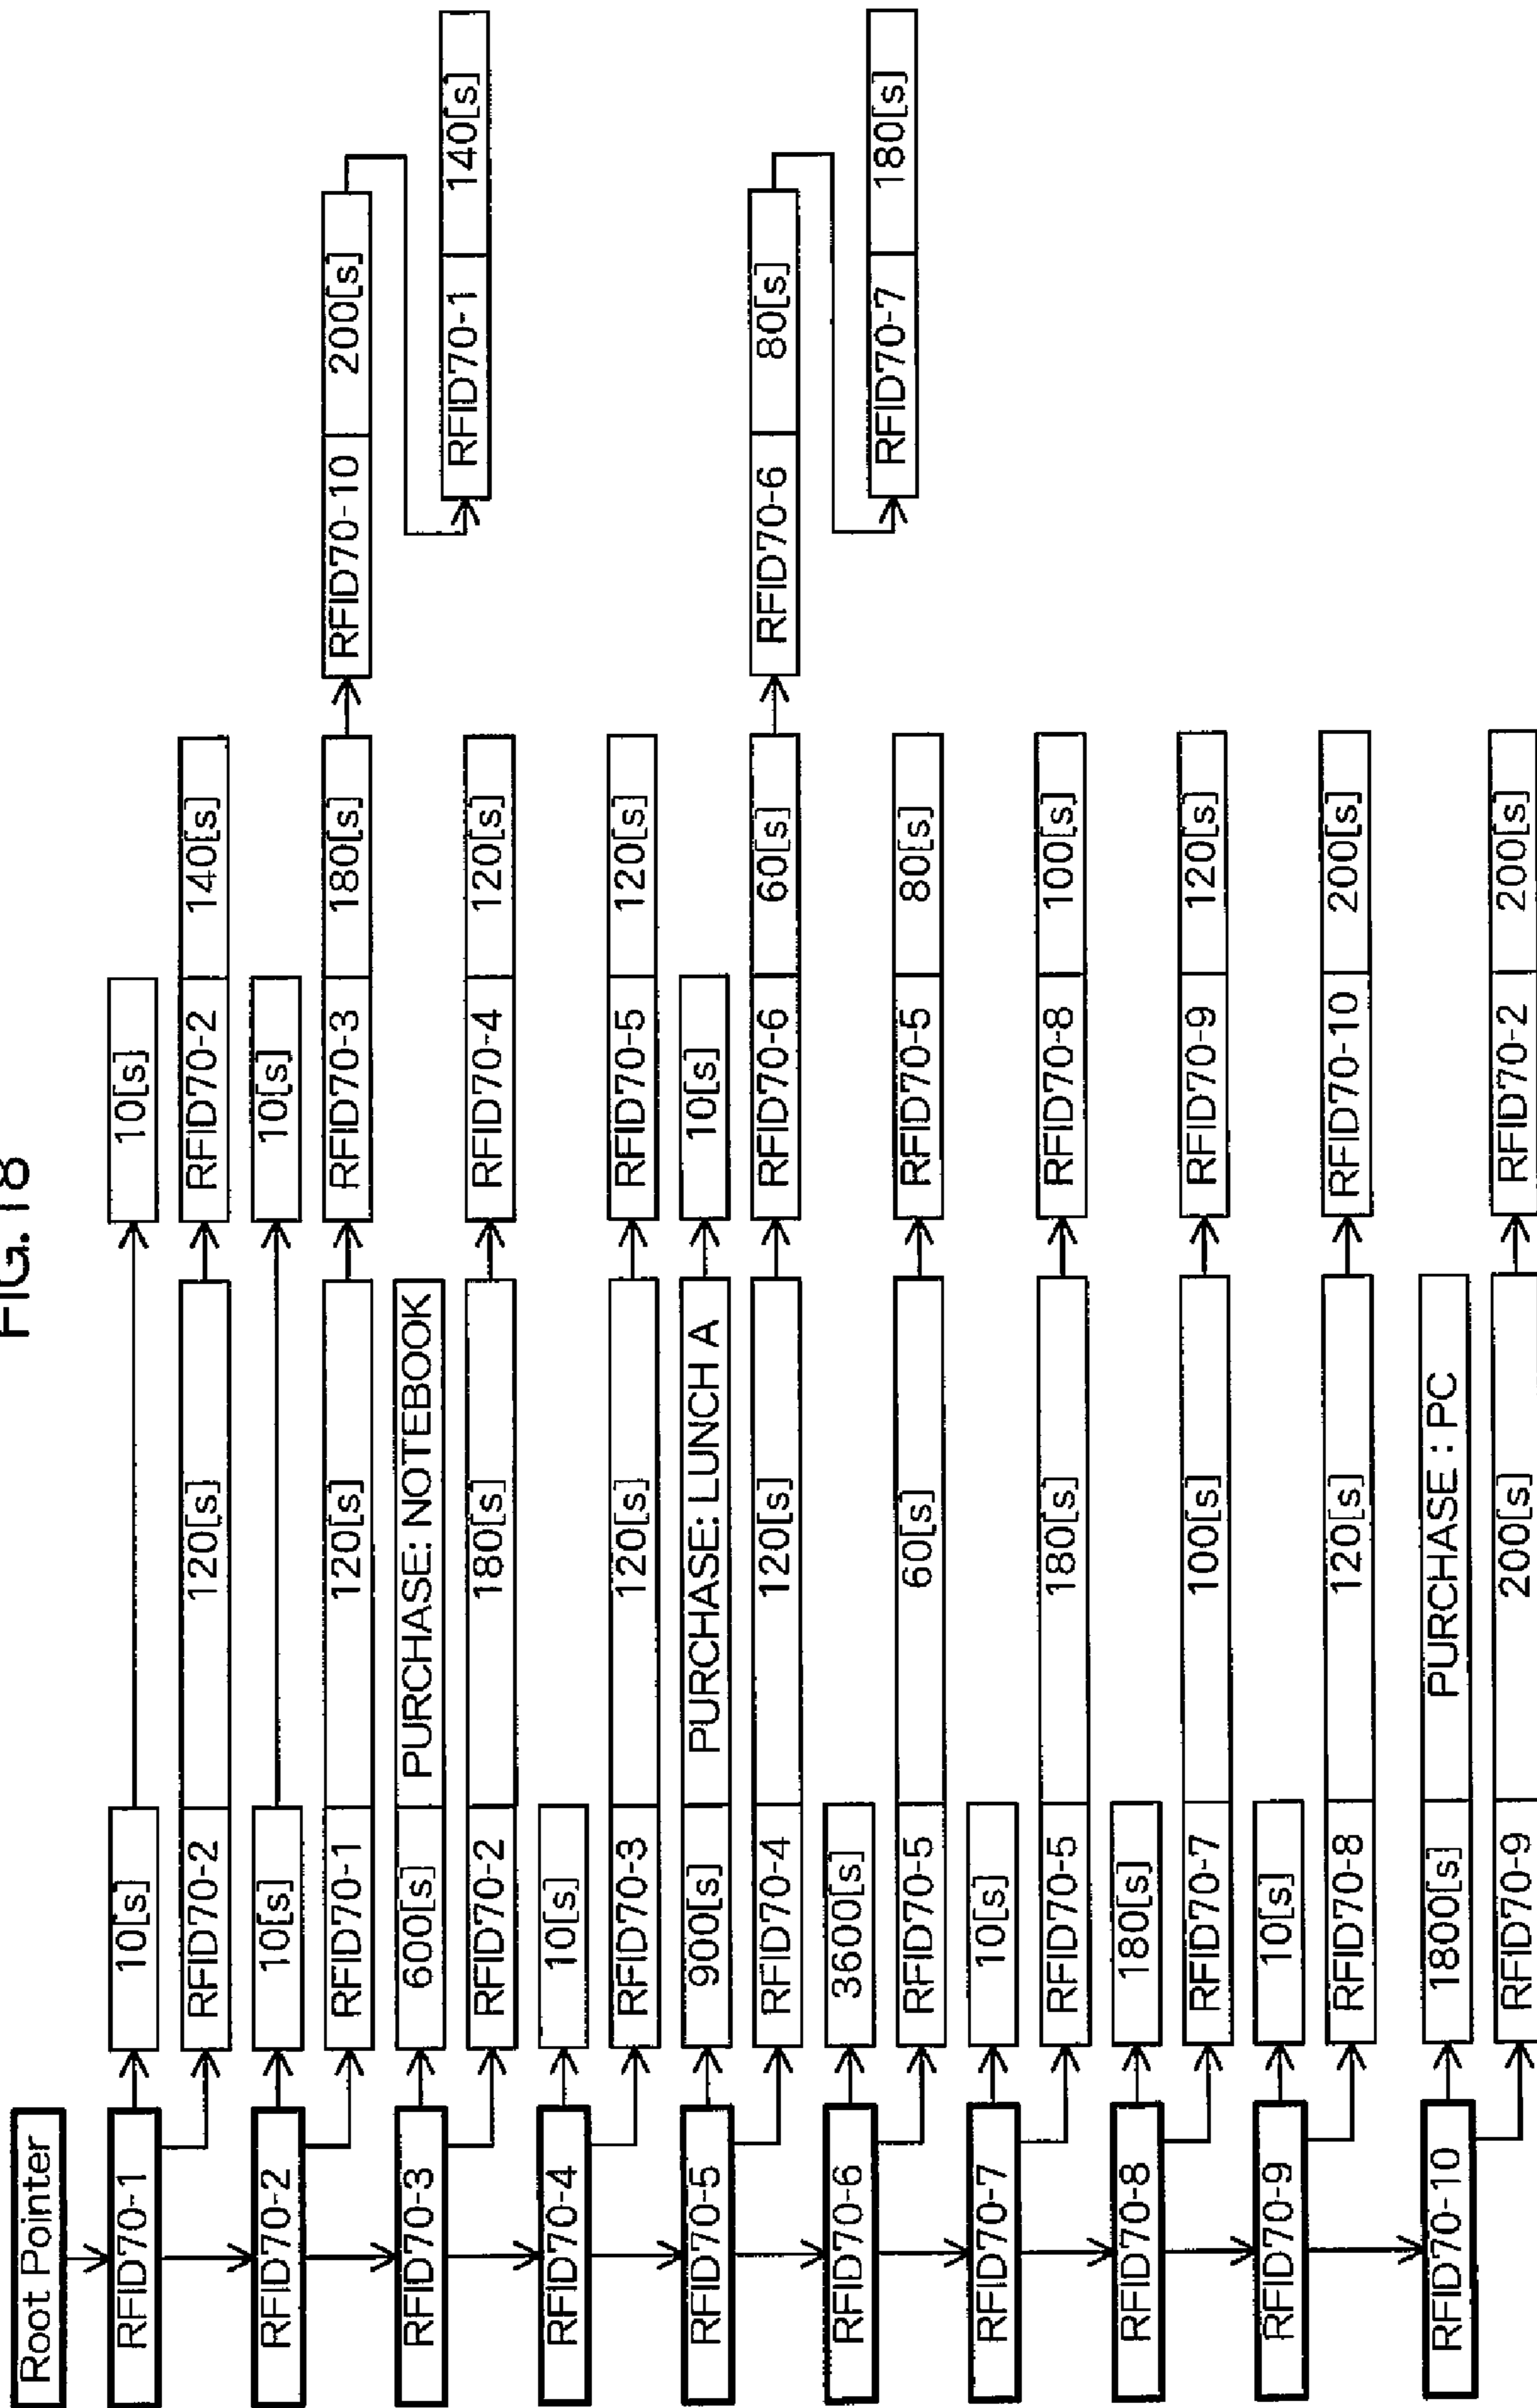 FIG. 18
Root Pointer
RFID70-1
10[s]
10[s]
RFID70-2
120[s]
RFID70-2
140[s]
RFID70-2
10[s]
10[s]
RFID70-1
120[s]
RFID70-3
180[s]
RFID70-10
200[s]
RFID70-1
140[s]
RFID70-3
600[s]
PURCHASE: NOTEBOOK
RFID70-2
180[s]
RFID70-4
120[s]
RFID70-4
10[s]
RFID70-3
120[s]
RFID70-5
120[s]
RFID70-5
900[s]
PURCHASE: LUNCH A
10[s]
RFID70-4
120[s]
RFID70-6
60[s]
RFID70-6
80[s]
RFID70-7
180[s]
RFID70-6
3600[s]
RFID70-5
60[s]
RFID70-5
80[s]
RFID70-7
10[s]
RFID70-5
180[s]
RFID70-8
100[s]
RFID70-8
180[s]
RFID70-7
100[s]
RFID70-9
120[s]
RFID70-9
10[s]
RFID70-8
120[s]
RFID70-10
200[s]
RFID70-10
1800[s]
PURCHASE : PC
RFID70-9
200[s]
RFID70-2
200[s]